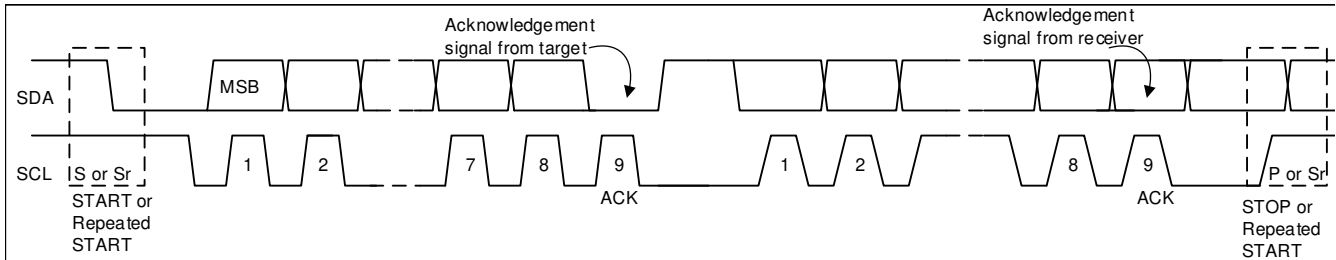 Acknowledgement
signal from target
Acknowledgement
signal from receiver
SDA
MSB
SCL
S or Sr
1
2
7
8
9
1
2
8
9
P or Sr
ACK
ACK
START or
Repeated
START
STOP or
Repeated
START